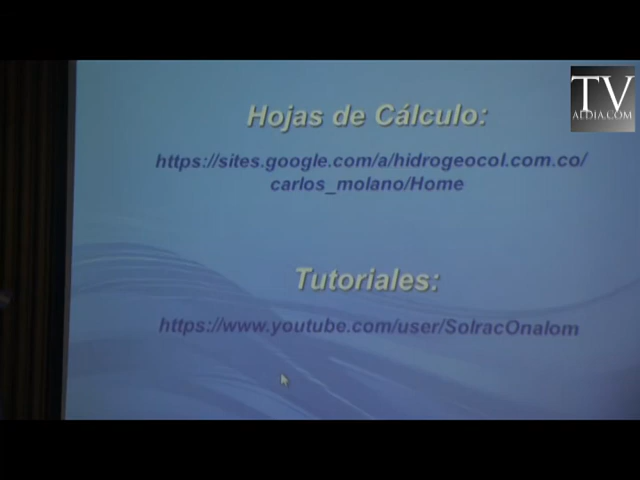 TV
ALDIA.COM
Hojas de Cálculo:
https://sites.google.com/a/hidrogeocol.com.co/
carlos_molano/Home
Tutoriales:
https://www.youtube.com/user/SolracOnalom